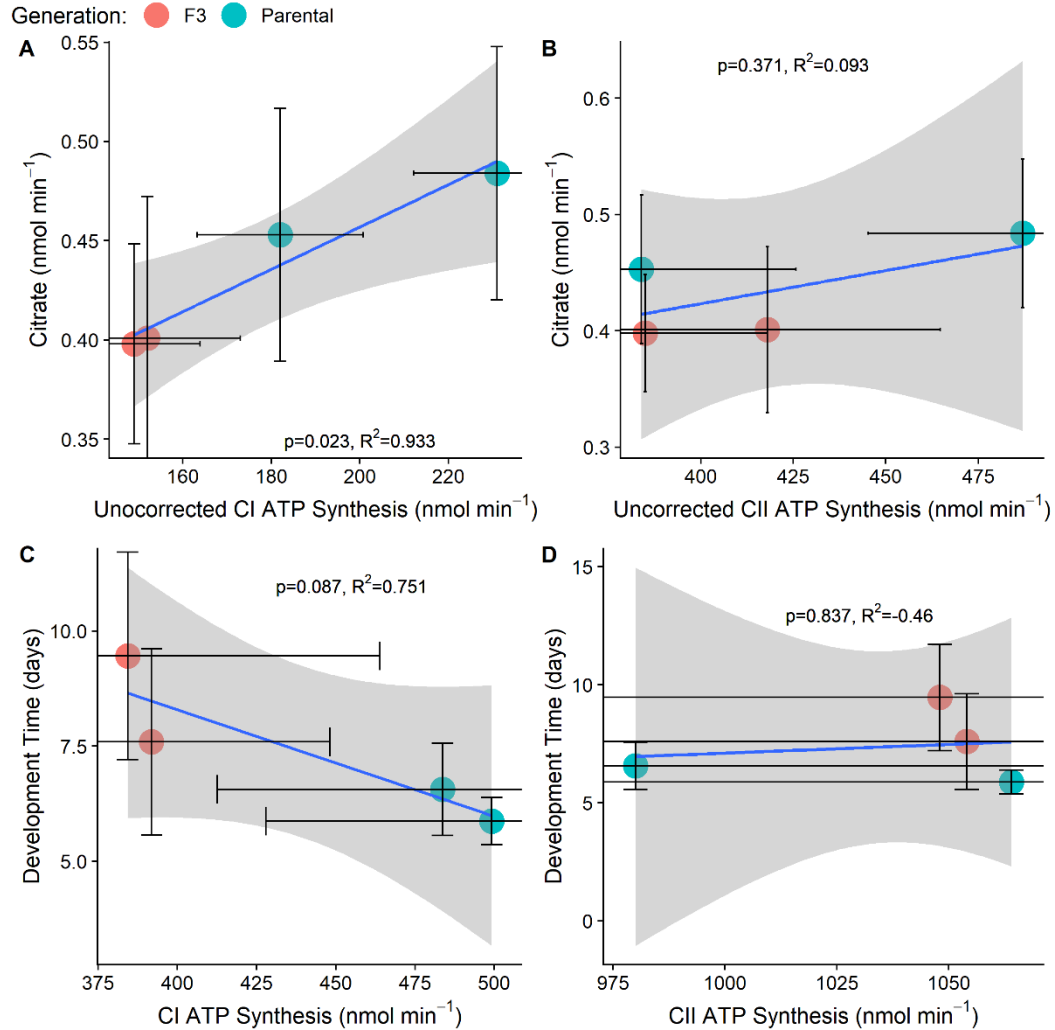 Generation: F3 Parental
A
0.55
0.50
0.45
0.40
0.35
Citrate (nmol min⁻¹)
p=0.023, R²=0.933
160 180 200 220
Unocorrected CI ATP Synthesis (nmol min⁻¹)
B
p=0.371, R²=0.093
0.6
0.5
0.4
0.3
Citrate (nmol min⁻¹)
400 425 450 475
Uncorrected CII ATP Synthesis (nmol min⁻¹)
C
p=0.087, R²=0.751
10.0
7.5
5.0
Development Time (days)
375 400 425 450 475 500
CI ATP Synthesis (nmol min⁻¹)
D
15
p=0.837, R²=-0.46
10
5
0
Development Time (days)
975 1000 1025 1050
CII ATP Synthesis (nmol min⁻¹)